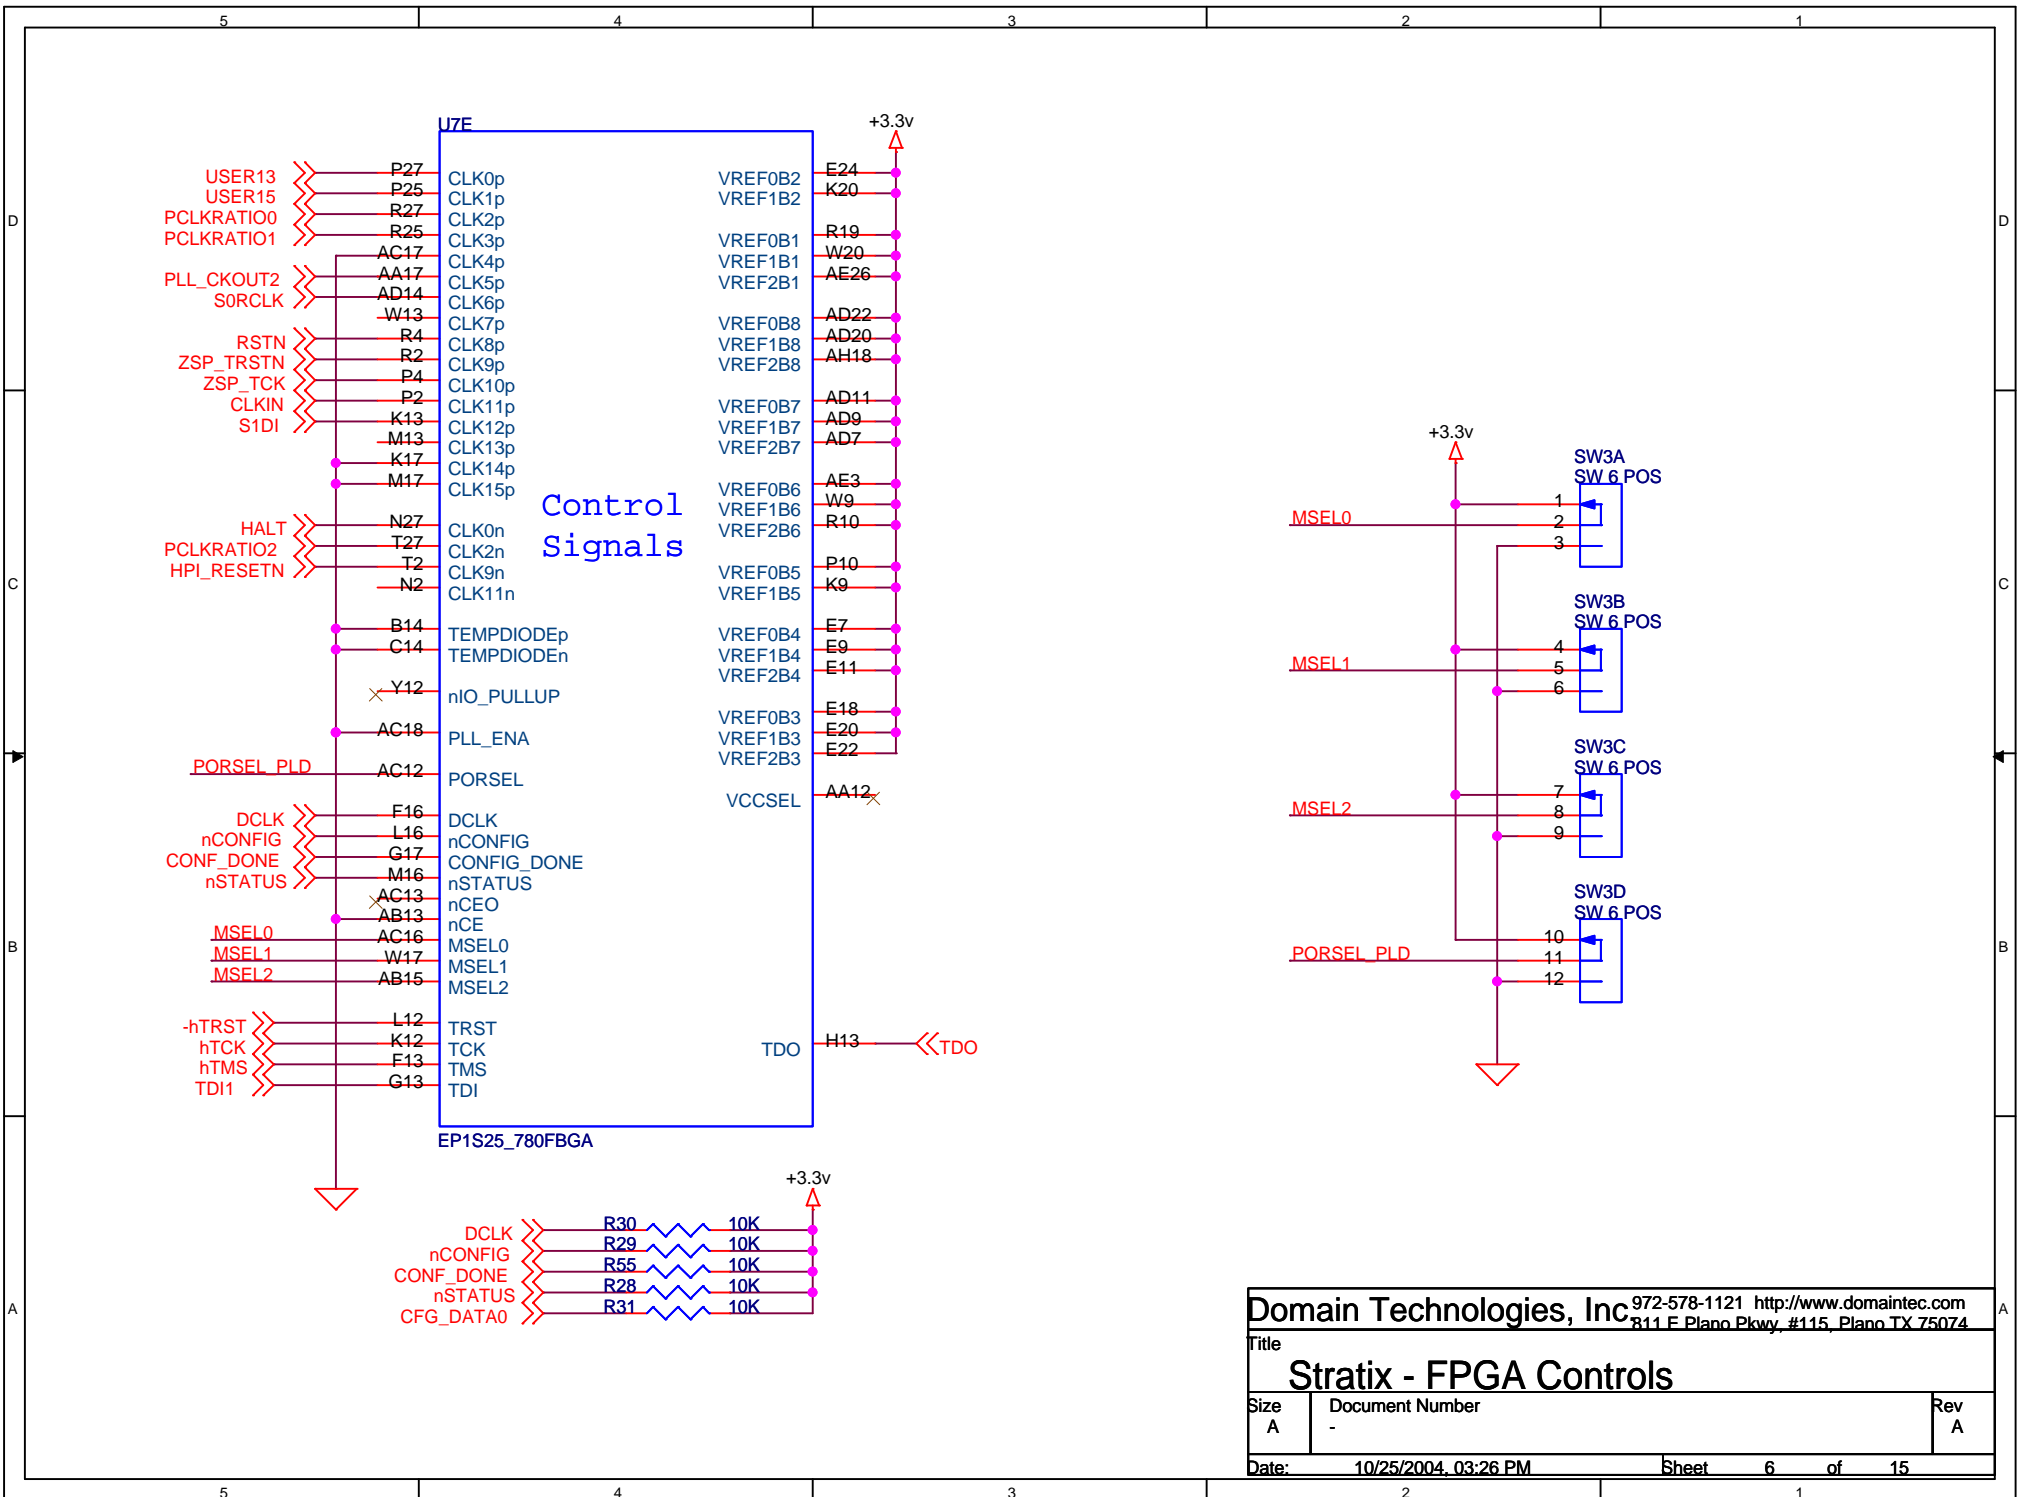 5 4 3 2 1
D D
C C
B B
A A
U7E
USER13 P27 CLK0p
USER15 P25 CLK1p
PCLKRATIO0 R27 CLK2p
PCLKRATIO1 R25 CLK3p
AC17 CLK4p
PLL_CKOUT2 AA17 CLK5p
S0RCLK AD14 CLK6p
W13 CLK7p
RSTN R4 CLK8p
ZSP_TRSTN R2 CLK9p
ZSP_TCK P4 CLK10p
CLKIN P2 CLK11p
S1DI K13 CLK12p
M13 CLK13p
K17 CLK14p
M17 CLK15p
HALT N27 CLK0n
PCLKRATIO2 T27 CLK2n
HPI_RESETN T2 CLK9n
N2 CLK11n
B14 TEMPDIODEp
C14 TEMPDIODEn
Y12 nIO_PULLUP
AC18 PLL_ENA
PORSEL_PLD AC12 PORSEL
DCLK F16 DCLK
nCONFIG L16 nCONFIG
CONF_DONE G17 CONFIG_DONE
nSTATUS M16 nSTATUS
AC13 nCEO
AB13 nCE
MSEL0 AC16 MSEL0
MSEL1 W17 MSEL1
MSEL2 AB15 MSEL2
-hTRST L12 TRST
hTCK K12 TCK
hTMS F13 TMS
TDI1 G13 TDI
Control
Signals
+3.3v
VREF0B2 E24
VREF1B2 K20
VREF0B1 R19
VREF1B1 W20
VREF2B1 AE26
VREF0B8 AD22
VREF1B8 AD20
VREF2B8 AH18
VREF0B7 AD11
VREF1B7 AD9
VREF2B7 AD7
VREF0B6 AE3
VREF1B6 W9
VREF2B6 R10
VREF0B5 P10
VREF1B5 K9
VREF0B4 E7
VREF1B4 E9
VREF2B4 E11
VREF0B3 E18
VREF1B3 E20
VREF2B3 E22
VCCSEL AA12
TDO H13 TDO
EP1S25_780FBGA
+3.3v
DCLK R30 10K
nCONFIG R29 10K
CONF_DONE R55 10K
nSTATUS R28 10K
CFG_DATA0 R31 10K
+3.3v
SW3A
SW 6 POS
1
MSEL0 2
3
SW3B
SW 6 POS
4
MSEL1 5
6
SW3C
SW 6 POS
7
MSEL2 8
9
SW3D
SW 6 POS
10
PORSEL_PLD 11
12
Domain Technologies, Inc. 972-578-1121 http://www.domaintec.com
811 E Plano Pkwy, #115, Plano TX 75074
Title
Stratix - FPGA Controls
Size Document Number Rev
A - A
Date: 10/25/2004, 03:26 PM Sheet 6 of 15
5 4 3 2 1